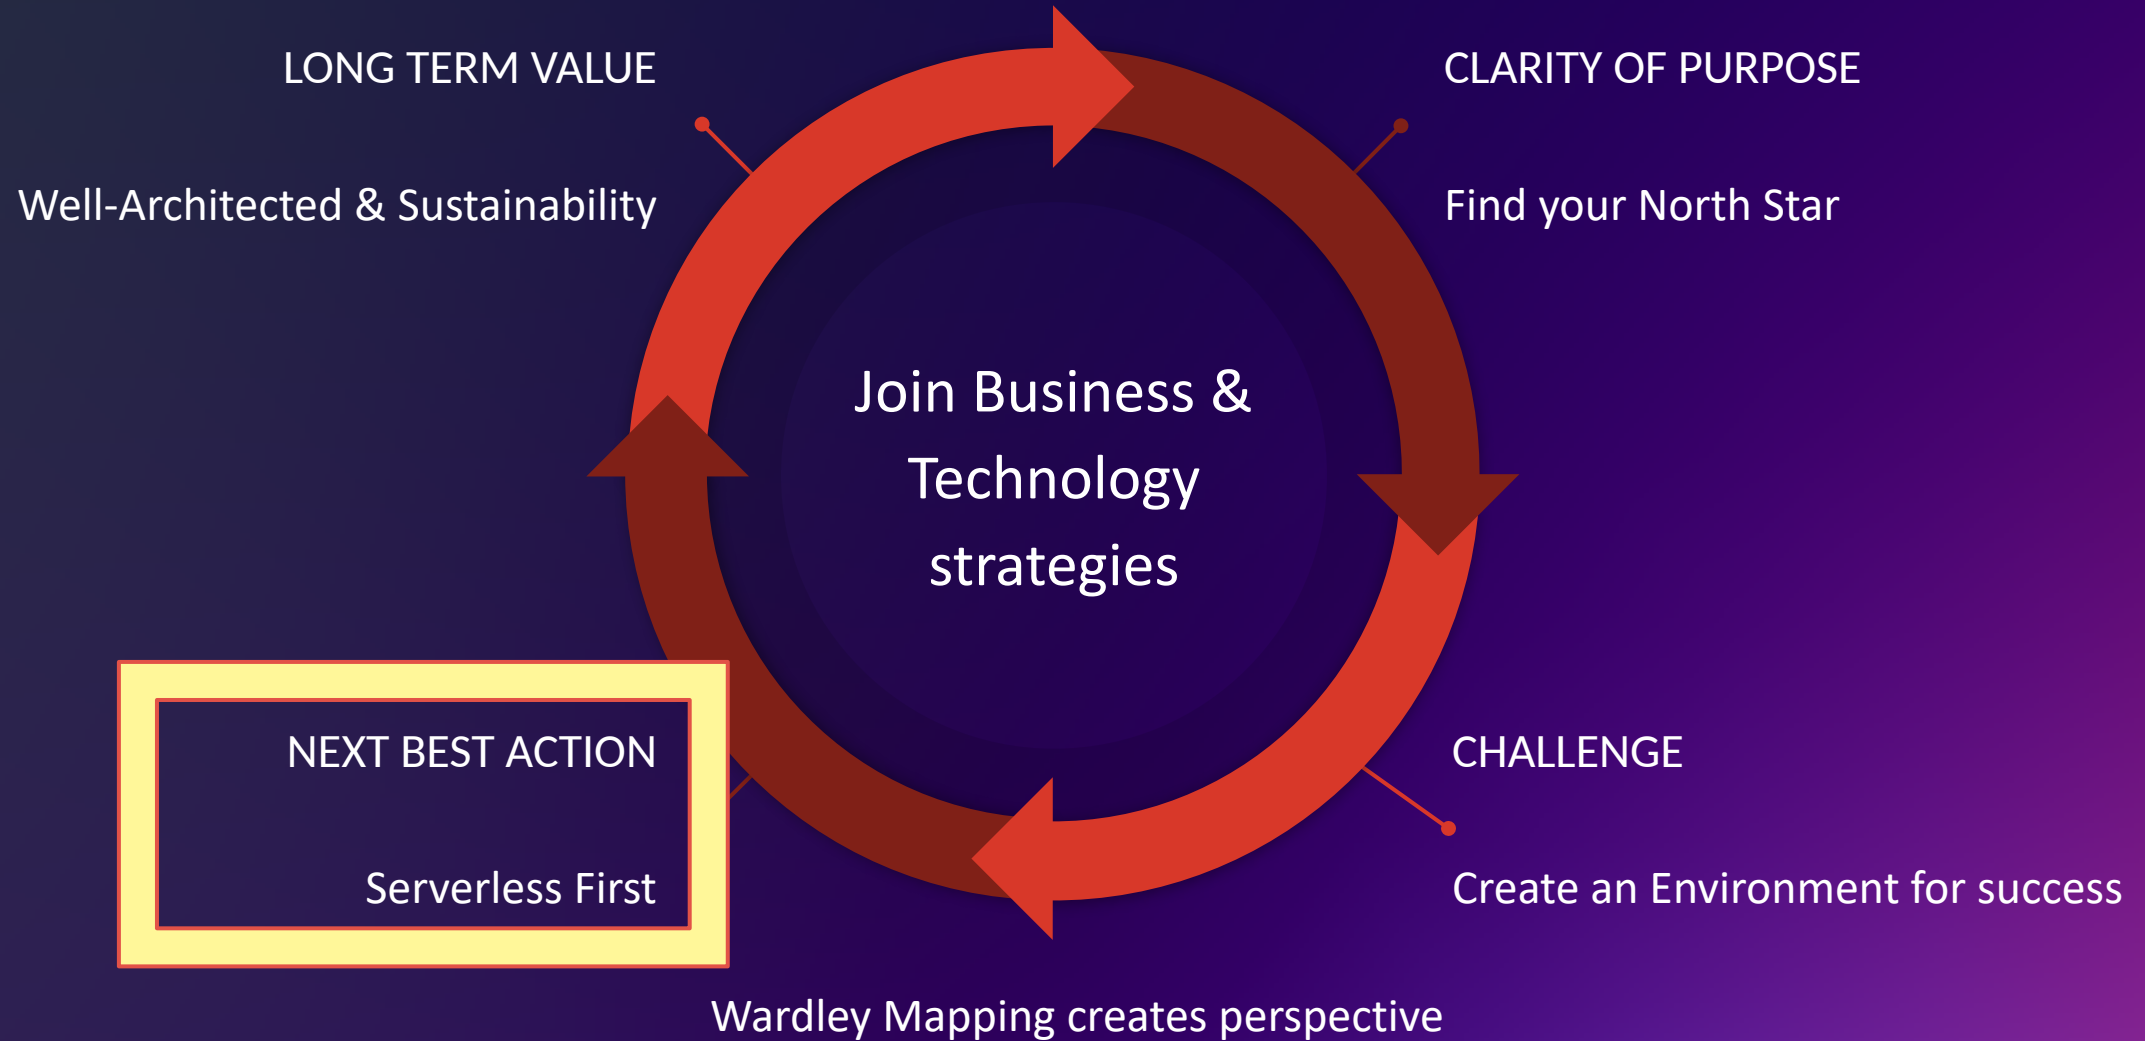 LONG TERM VALUE
Well-Architected & Sustainability
CLARITY OF PURPOSE
Find your North Star
Join Business &
Technology
strategies
NEXT BEST ACTION
Serverless First
CHALLENGE
Create an Environment for success
Wardley Mapping creates perspective